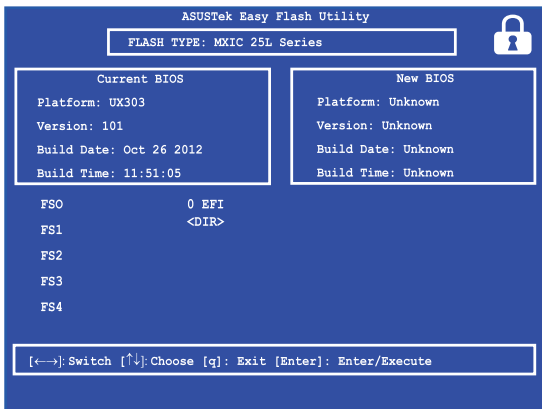 ASUSTek Easy Flash Utility
FLASH TYPE: MXIC 25L Series
Current BIOS
Platform: UX303
Version: 101
Build Date: Oct 26 2012
Build Time: 11:51:05
New BIOS
Platform: Unknown
Version: Unknown
Build Date: Unknown
Build Time: Unknown
FSO 0 EFI
FS1 <DIR>
FS2
FS3
FS4
[←→]: Switch [↑↓]: Choose [q]: Exit [Enter]: Enter/Execute